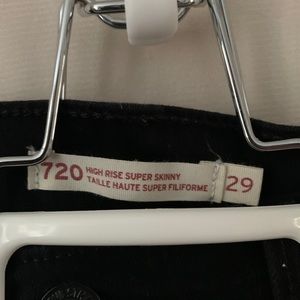 720 HIGH RISE SUPER SKINNY
TAILLE HAUTE SUPER FILIFORME
29